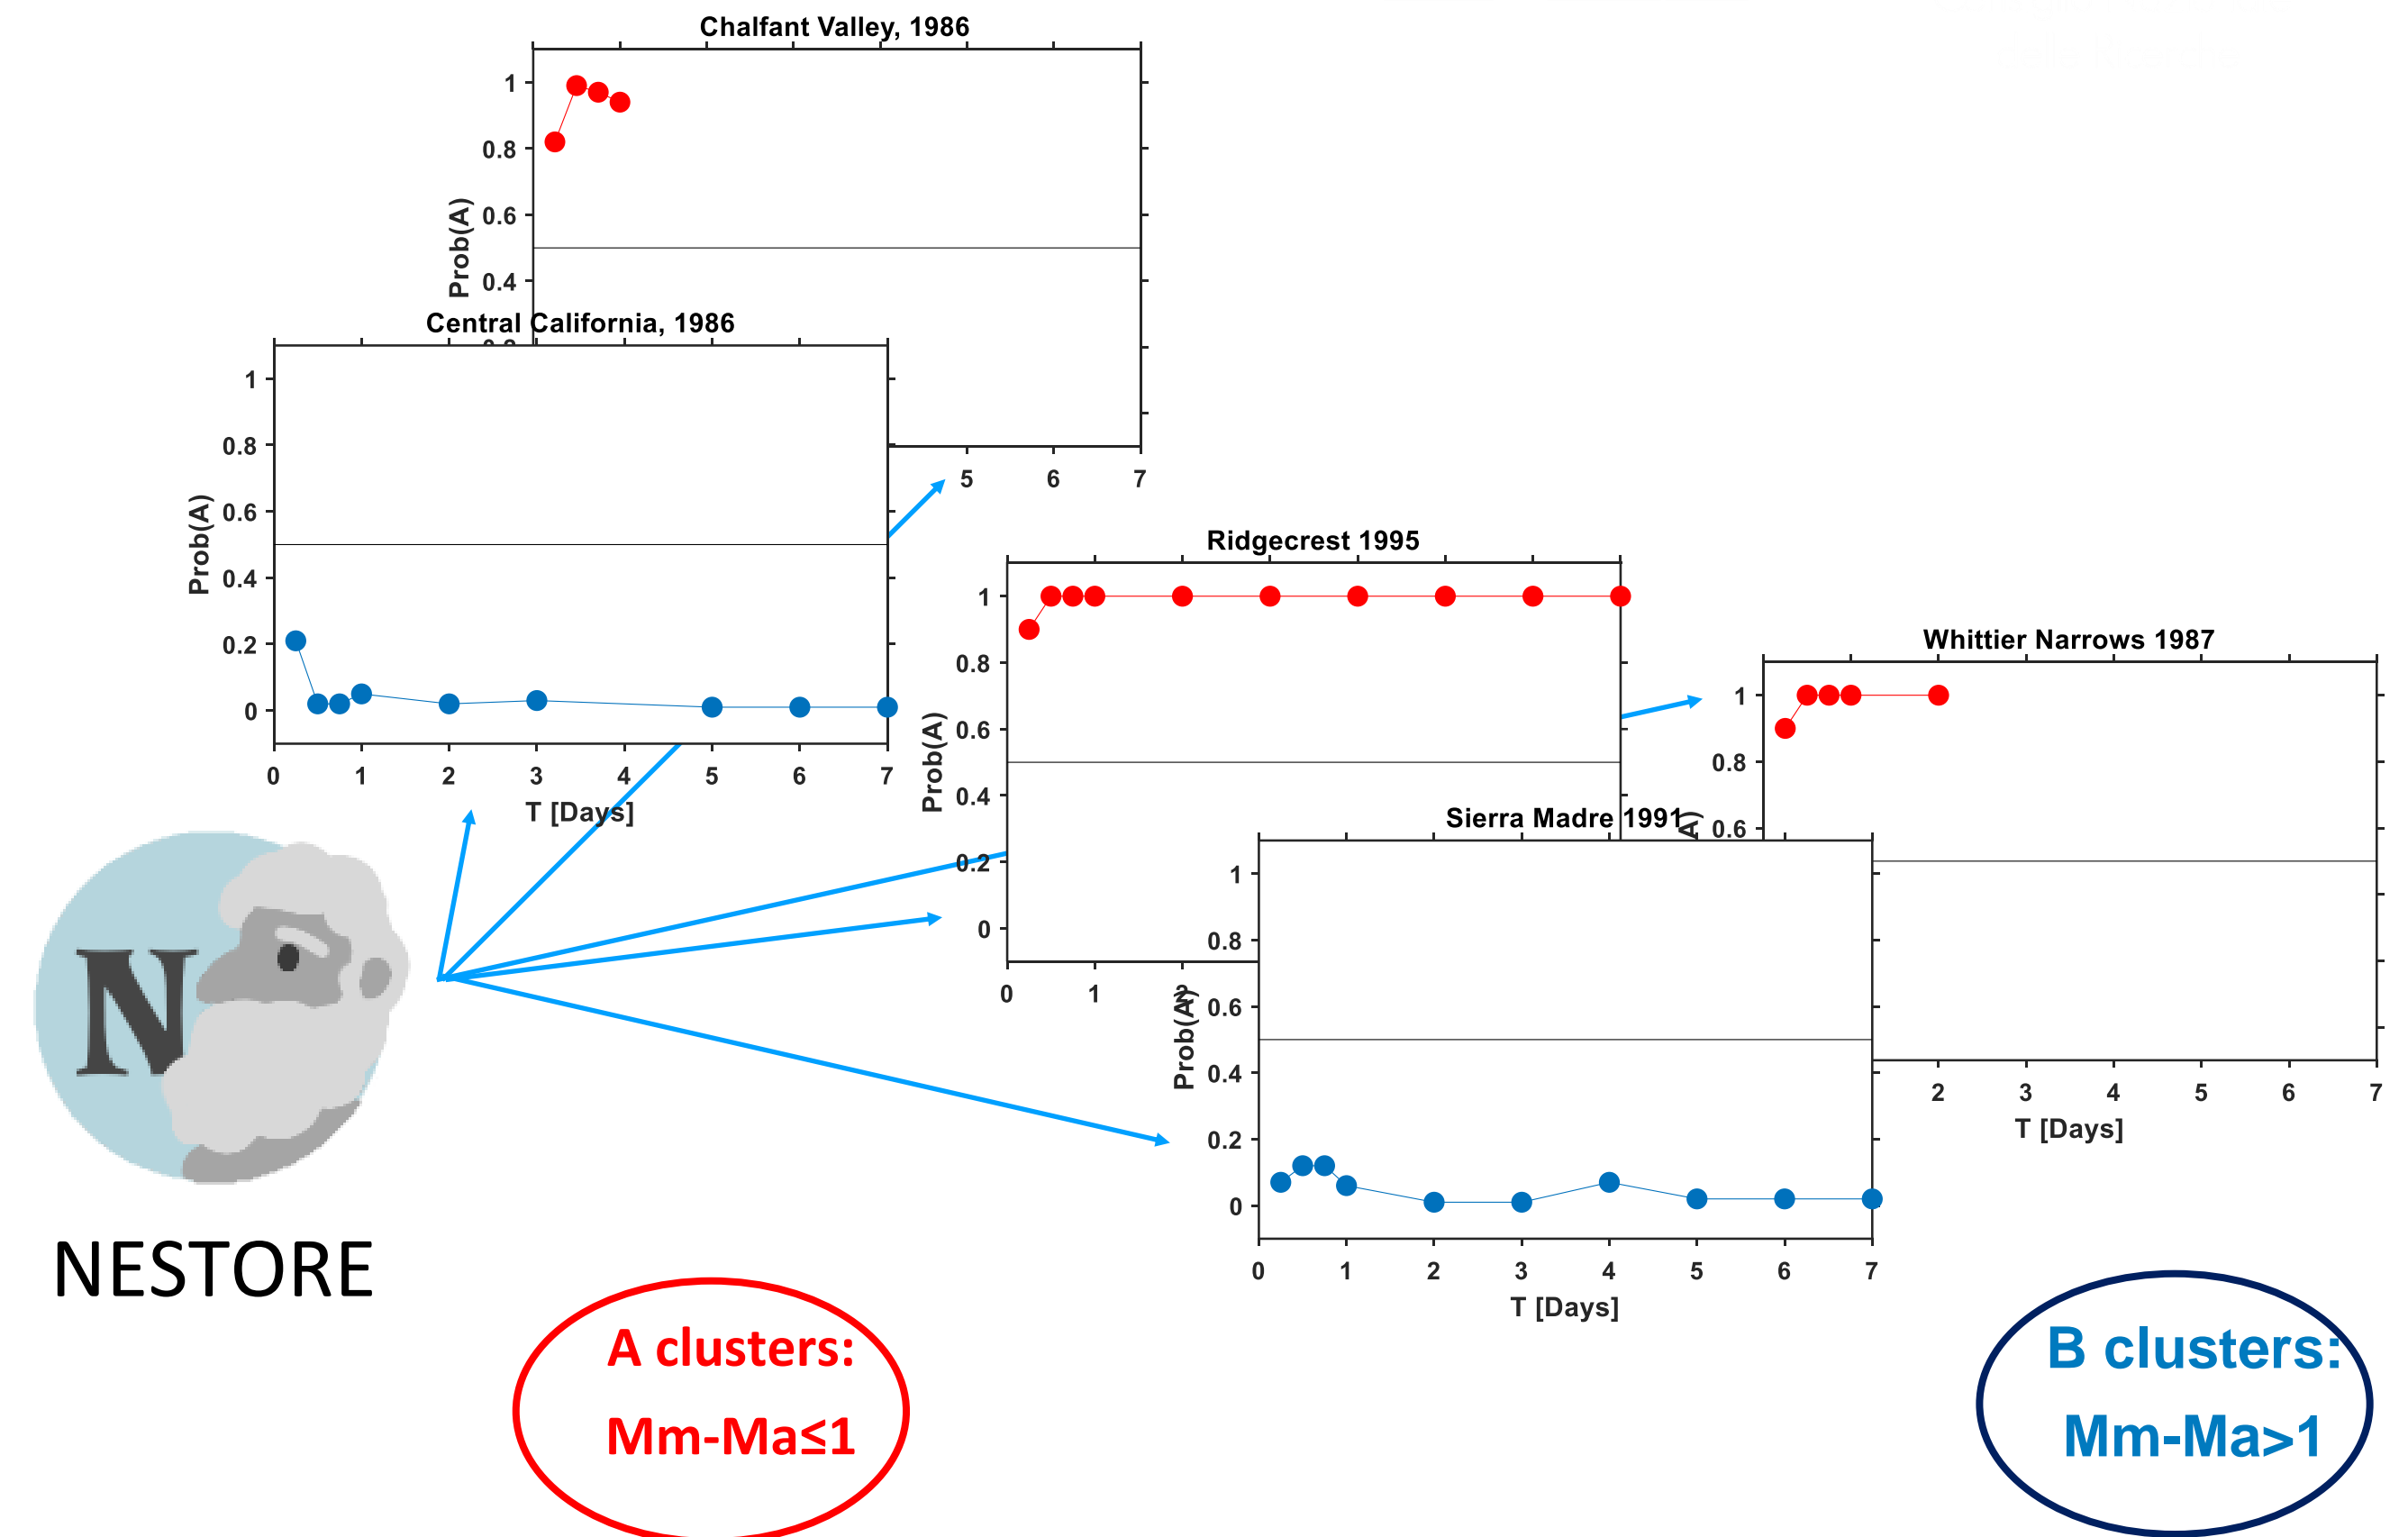 Chalfant Valley, 1986
1
0.8
0.6
0.4
Prob(A)
5 6 7
Central California, 1986
1
0.8
0.6
0.4
0.2
0
Prob(A)
0 1 2 3 4 5 6 7
T [Days]
Ridgecrest 1995
1
0.8
0.6
0.4
0.2
0
Prob(A)
0 1 2
Whittier Narrows 1987
1
0.8
0.6
A)
2 3 4 5 6 7
T [Days]
Sierra Madre 1991
1
0.8
0.6
0.4
0.2
0
Prob(A)
0 1 2 3 4 5 6 7
T [Days]
N
NESTORE
A clusters:
Mm-Ma≤1
B clusters:
Mm-Ma>1